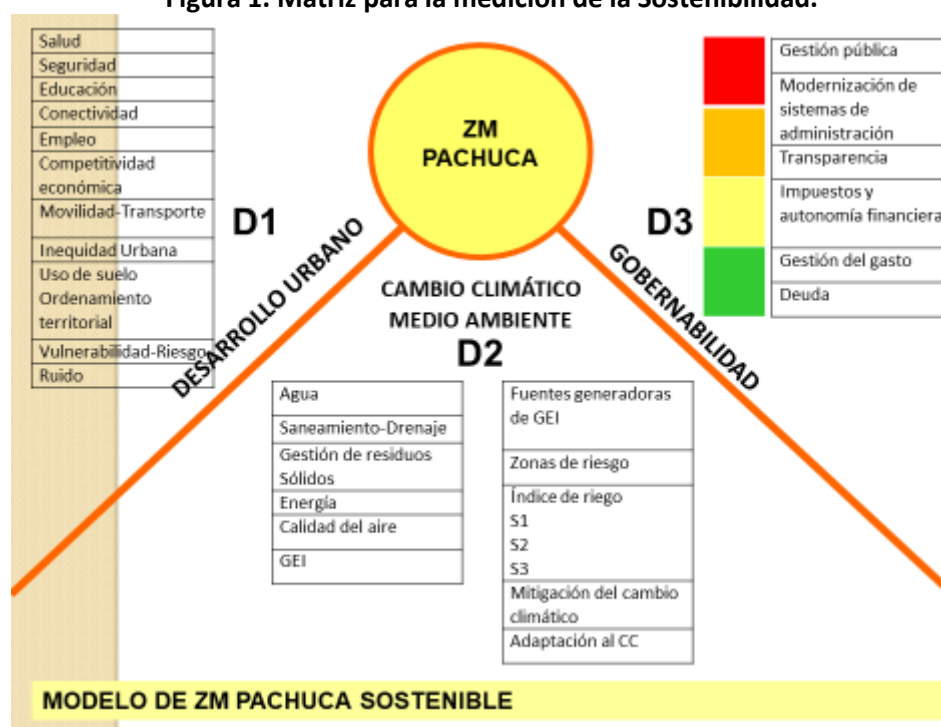 Figura 1. Matriz para la medición de la Sostenibilidad.
Salud
Seguridad
Educación
Conectividad
Empleo
Competitividad
económica
Movilidad-Transporte
Inequidad Urbana
Uso de suelo
Ordenamiento
territorial
Vulnerabilidad-Riesgo
Ruido
D1
DESARROLLO URBANO
ZM
PACHUCA
CAMBIO CLIMÁTICO
MEDIO AMBIENTE
D2
Agua
Saneamiento-Drenaje
Gestión de residuos
Sólidos
Energía
Calidad del aire
GEI
Fuentes generadoras
de GEI
Zonas de riesgo
Índice de riego
S1
S2
S3
Mitigación del cambio
climático
Adaptación al CC
D3
GOBERNABILIDAD
Gestión pública
Modernización de
sistemas de
administración
Transparencia
Impuestos y
autonomía financiera
Gestión del gasto
Deuda
MODELO DE ZM PACHUCA SOSTENIBLE